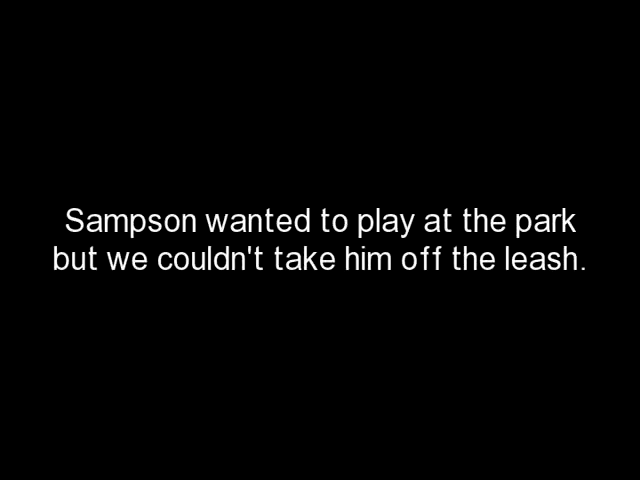 Sampson wanted to play at the park
but we couldn't take him off the leash.